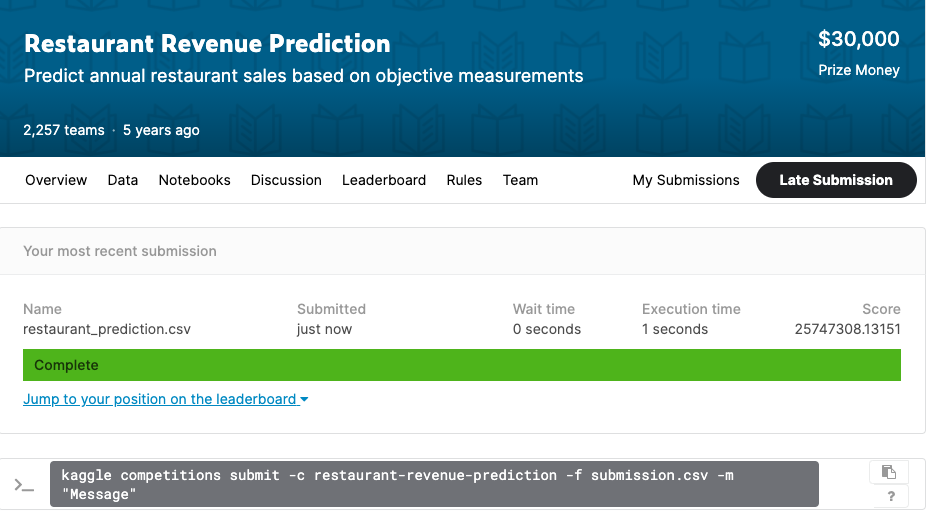 Restaurant Revenue Prediction
$30,000
Predict annual restaurant sales based on objective measurements
Prize Money
2,257 teams · 5 years ago
Overview Data Notebooks Discussion Leaderboard Rules Team My Submissions Late Submission
Your most recent submission
Name Submitted Wait time Execution time Score
restaurant_prediction.csv just now 0 seconds 1 seconds 25747308.13151
Complete
Jump to your position on the leaderboard
>_ kaggle competitions submit -c restaurant-revenue-prediction -f submission.csv -m
"Message"
?